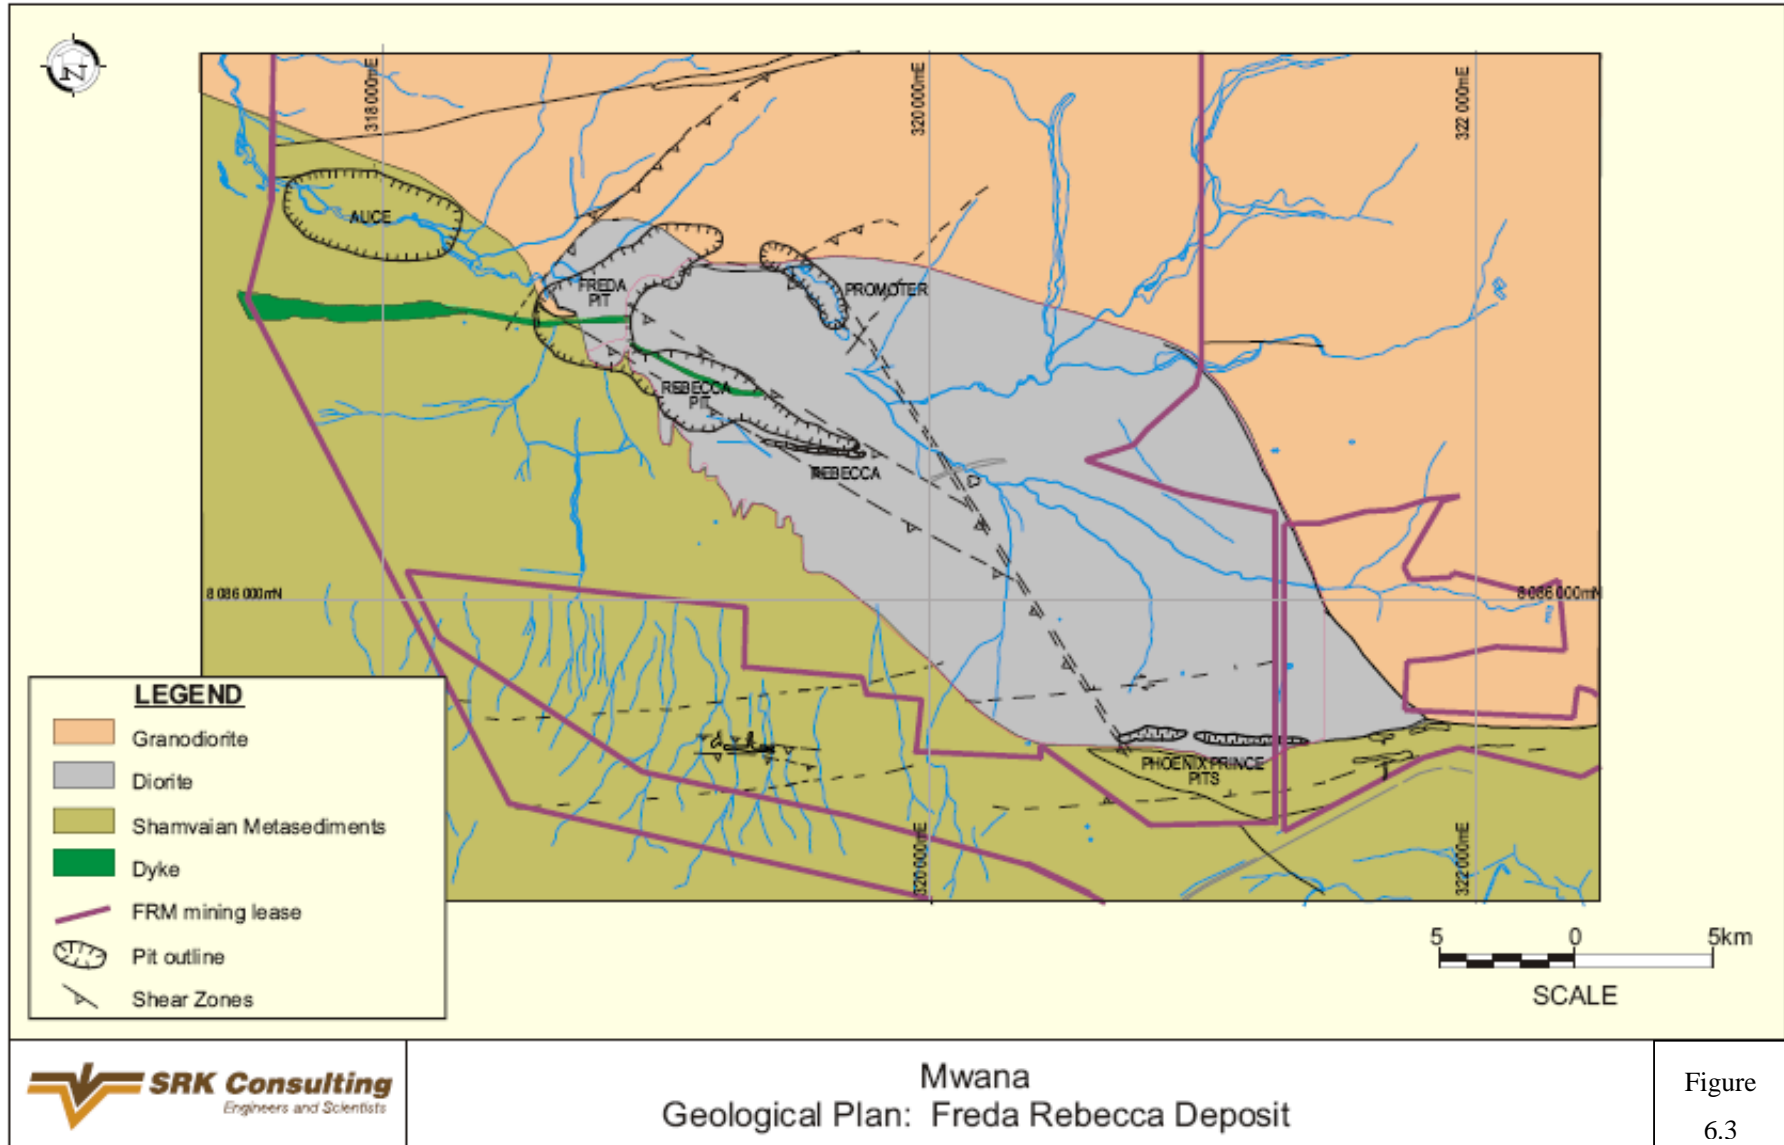 N
318 000mE
320 000mE
322 000mE
ALICE
FREDA
PIT
PROMOTER
REBECCA
PIT
REBECCA
8 086 000mN
8 086 000mN
PHOENIX PRINCE
PITS
320 000mE
322 000mE
LEGEND
Granodiorite
Diorite
Shamvaian Metasediments
Dyke
FRM mining lease
Pit outline
Shear Zones
5 0 5km
SCALE
SRK Consulting
Engineers and Scientists
Mwana
Geological Plan: Freda Rebecca Deposit
Figure
6.3